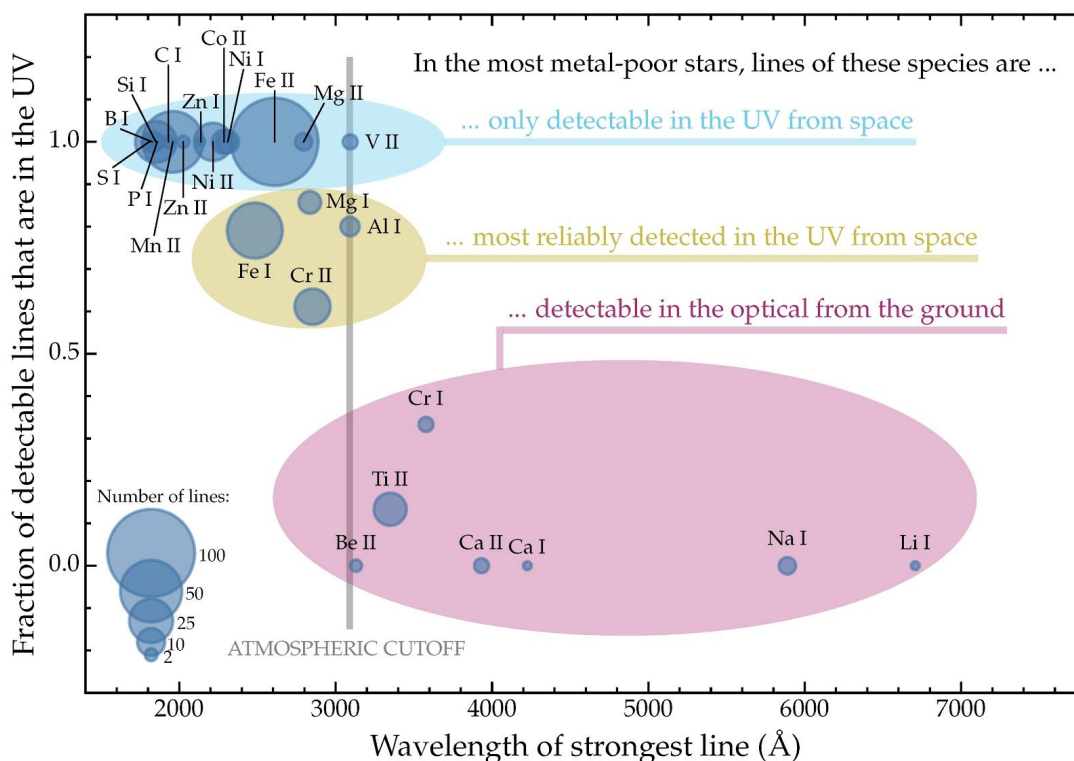 Fraction of detectable lines that are in the UV
1.0
0.5
0.0
In the most metal-poor stars, lines of these species are ...
... only detectable in the UV from space
... most reliably detected in the UV from space
... detectable in the optical from the ground
Co II
C I
Ni I
Si I
Fe II
Zn I
Mg II
B I
V II
S I
P I
Ni II
Zn II
Mn II
Mg I
Al I
Fe I
Cr II
Cr I
Ti II
Be II
Ca II
Ca I
Na I
Li I
Number of lines:
100
50
25
10
2
ATMOSPHERIC CUTOFF
2000
3000
4000
5000
6000
7000
Wavelength of strongest line (Å)